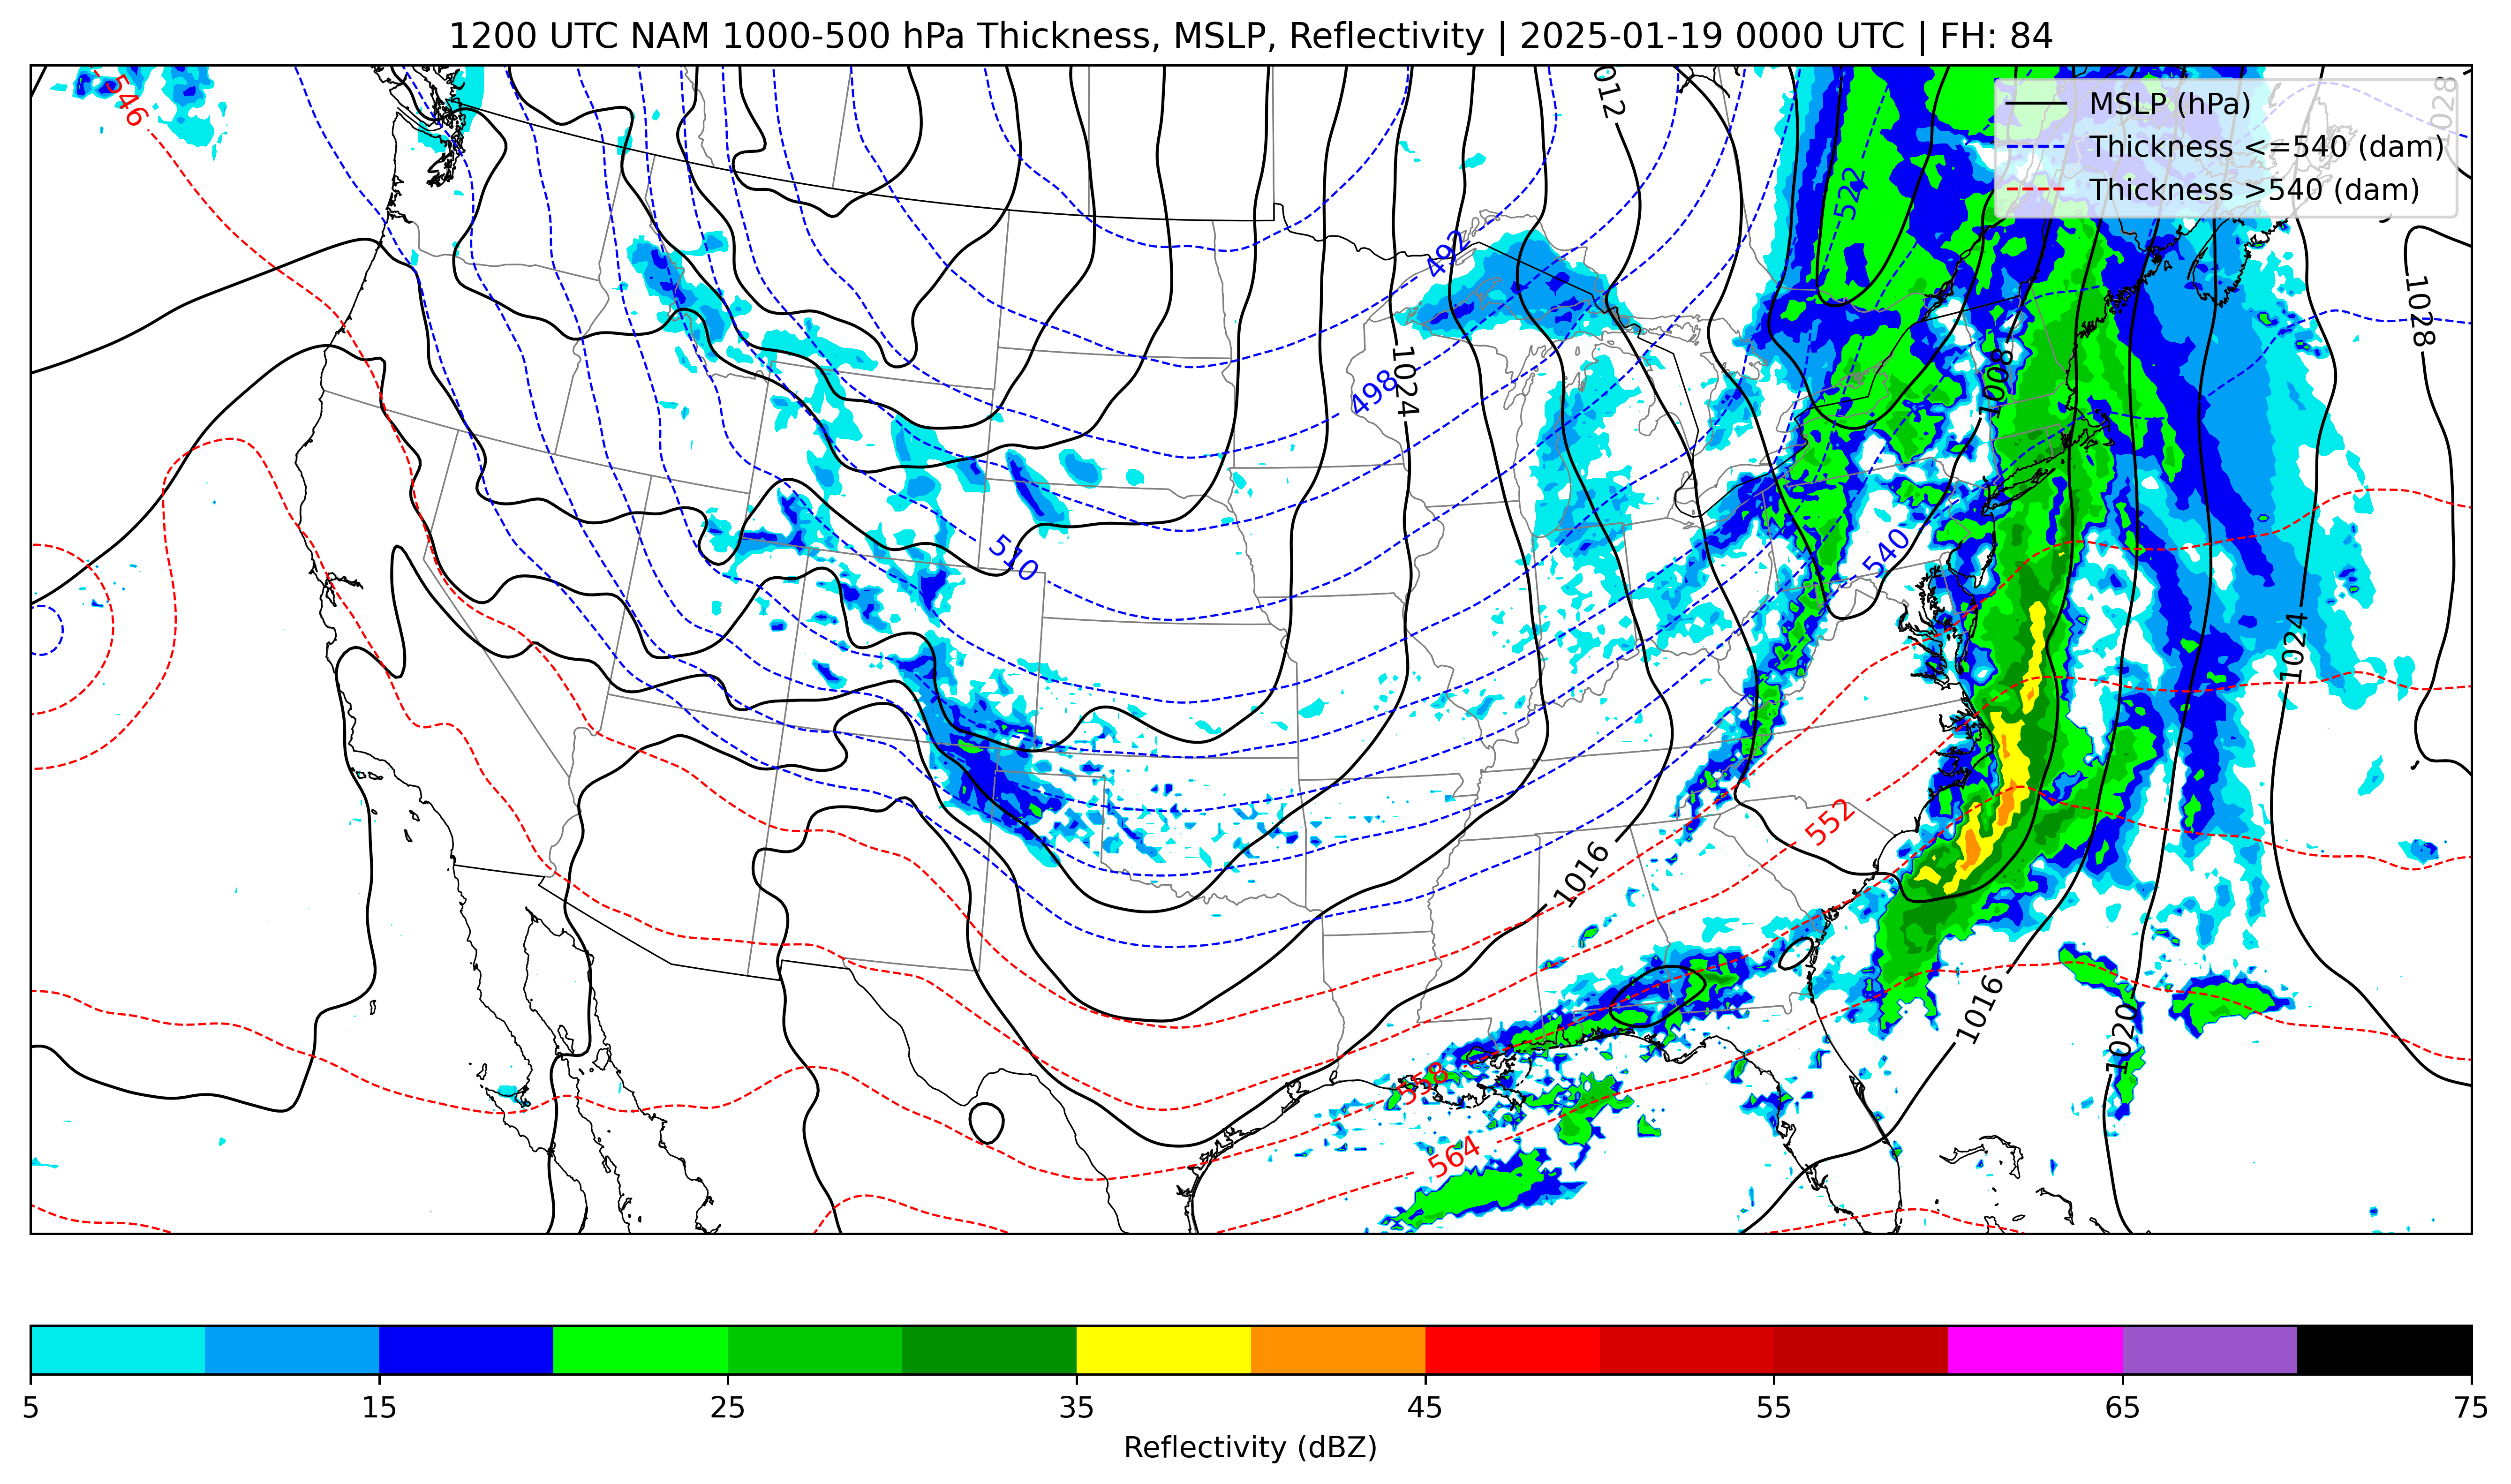 1200 UTC NAM 1000-500 hPa Thickness, MSLP, Reflectivity | 2025-01-19 0000 UTC | FH: 84
MSLP (hPa)
Thickness <=540 (dam)
Thickness >540 (dam)
546
1028
522
492
1028
498
1024
1008
510
540
1024
552
1016
1016
1020
558
564
5 15 25 35 45 55 65 75
Reflectivity (dBZ)